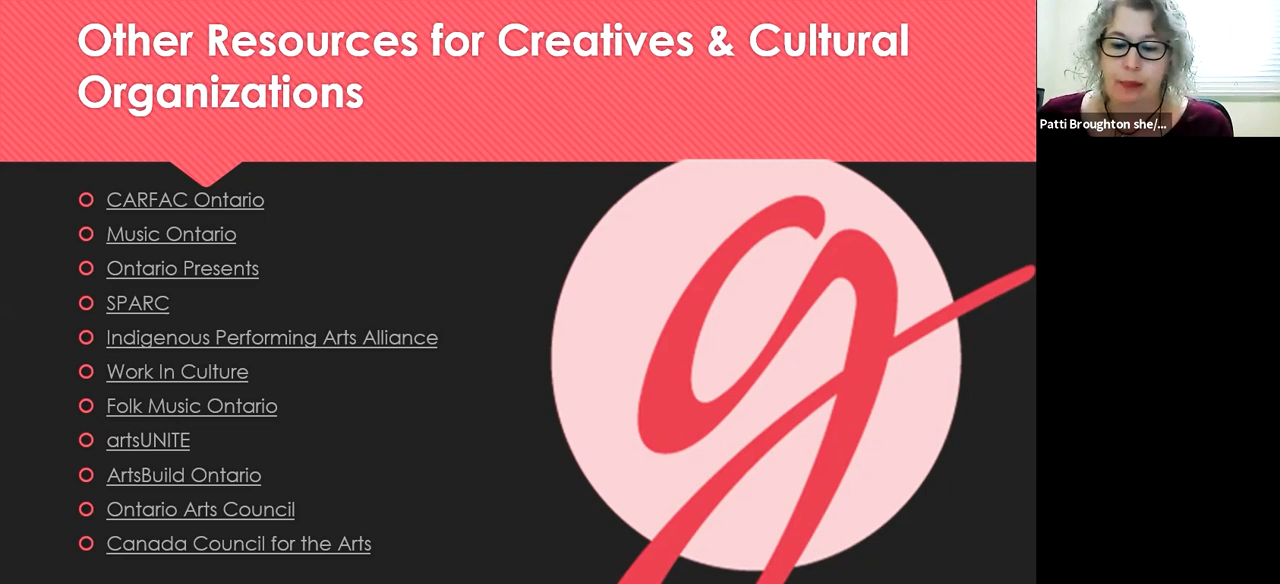 Other Resources for Creatives & Cultural
Organizations
CARFAC Ontario
Music Ontario
Ontario Presents
SPARC
Indigenous Performing Arts Alliance
Work In Culture
Folk Music Ontario
artsUNITE
ArtsBuild Ontario
Ontario Arts Council
Canada Council for the Arts
Patti Broughton she/...